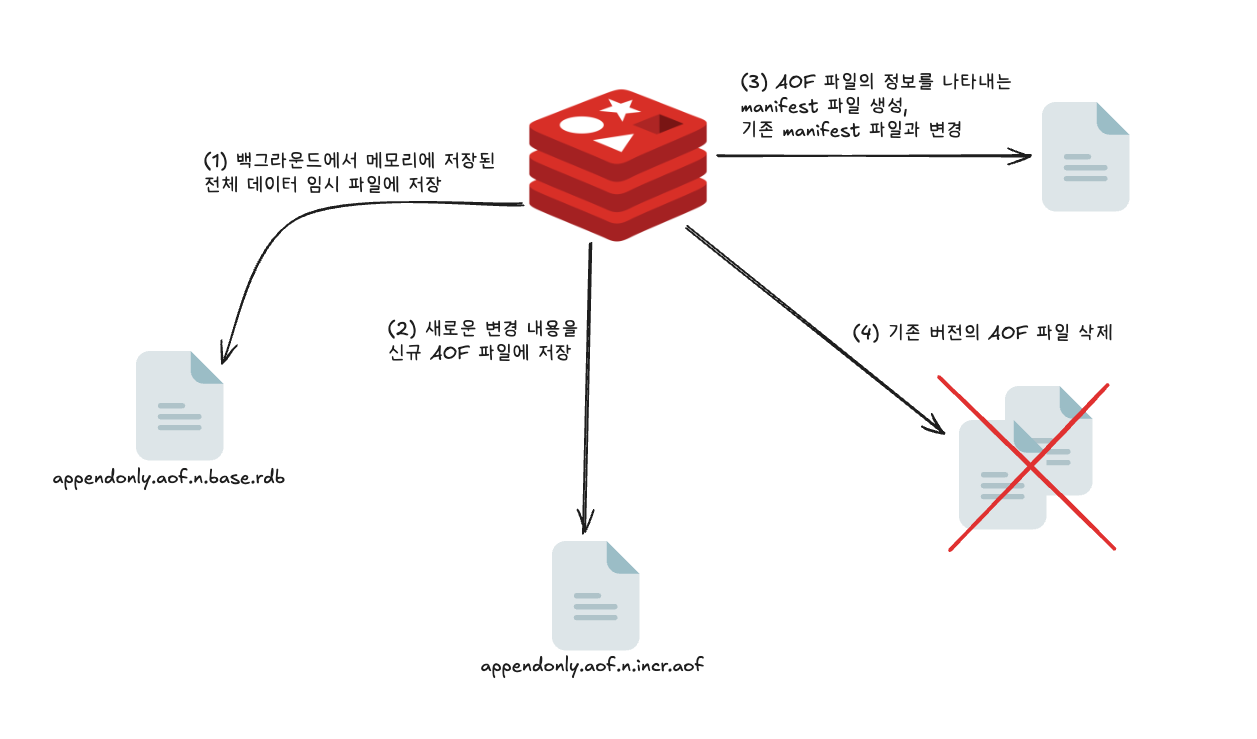 (1) 백그라운드에서 메모리에 저장된
전체 데이터 임시 파일에 저장
appendonly.aof.n.base.rdb
(2) 새로운 변경 내용을
신규 AOF 파일에 저장
appendonly.aof.n.incr.aof
(3) AOF 파일의 정보를 나타내는
manifest 파일 생성,
기존 manifest 파일과 변경
(4) 기존 버전의 AOF 파일 삭제